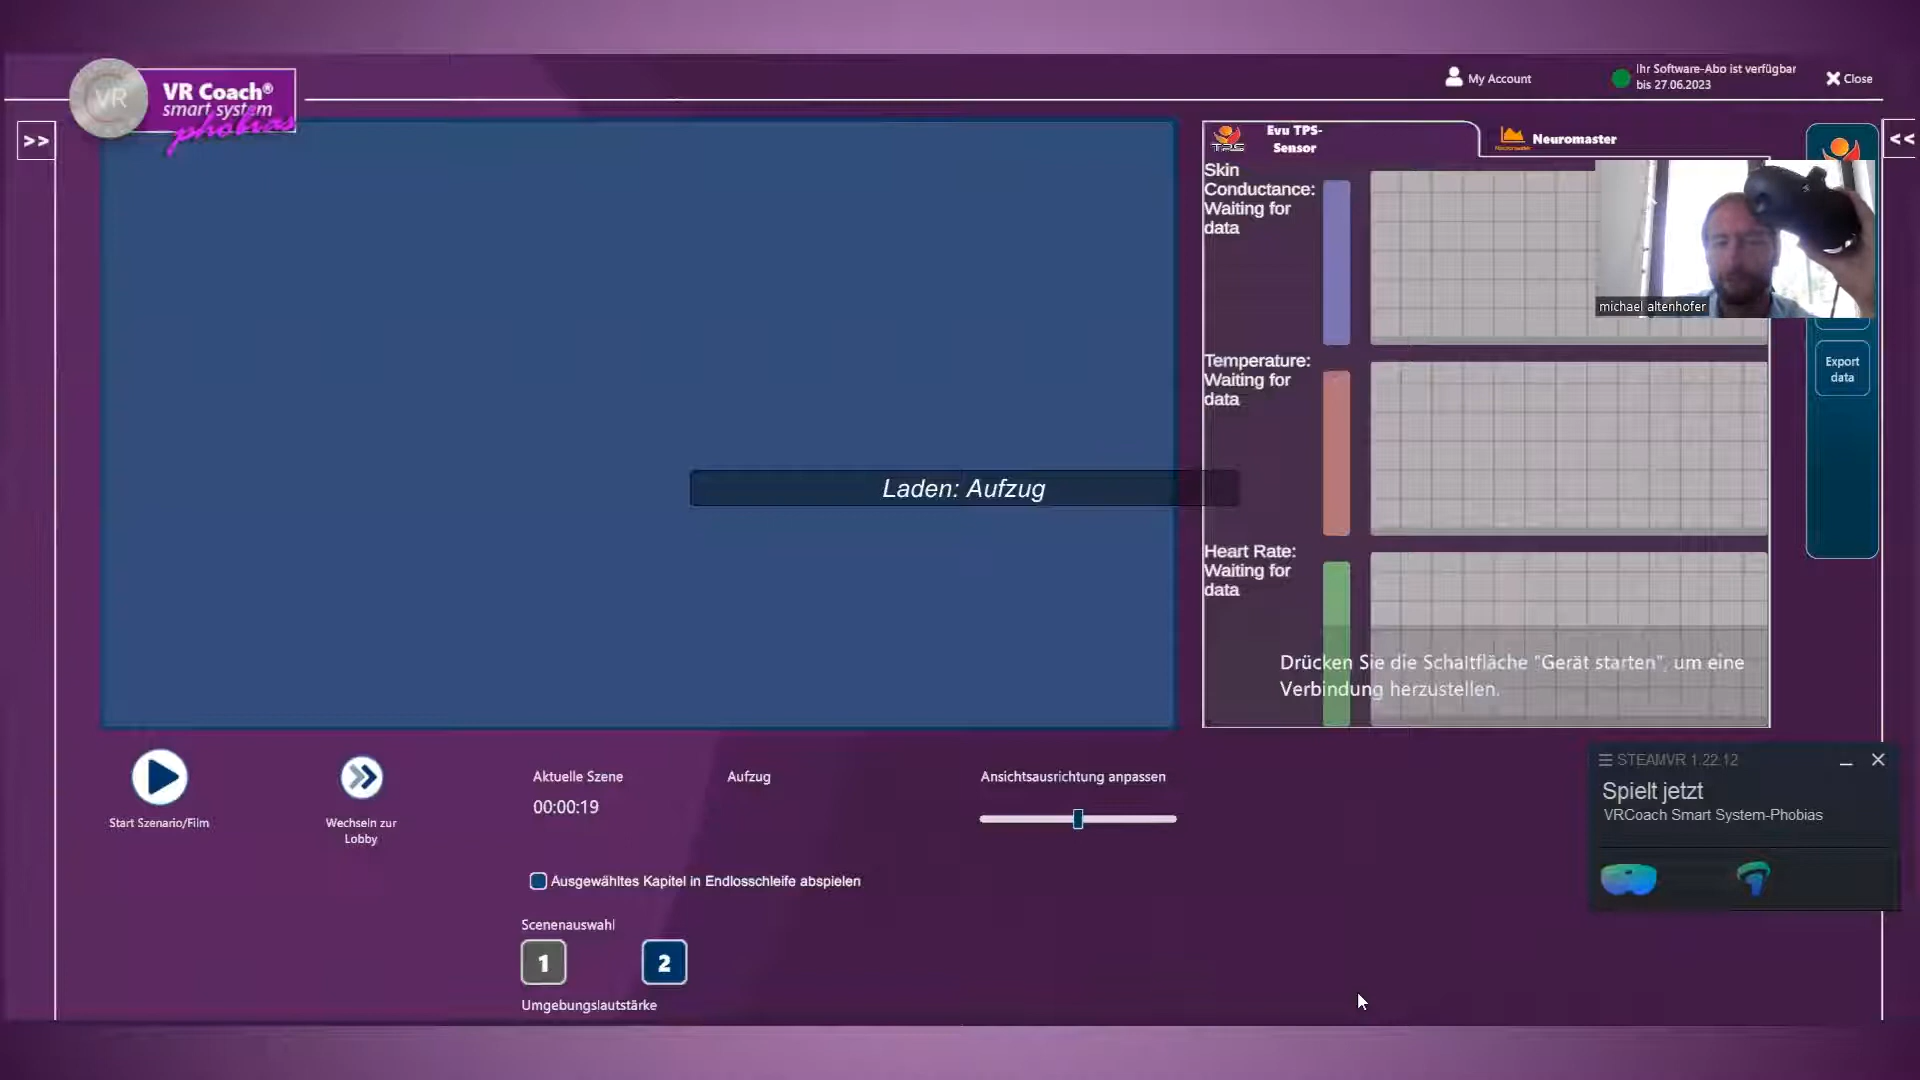 VR
VR Coach®
smart system
phobias
My Account
Ihr Software-Abo ist verfügbar
bis 27.06.2023
Close
>>
<<
Evu TPS-
Sensor
TPS
Neuromaster
Skin
Conductance:
Waiting for
data
michael altenhofer
Temperature:
Waiting for
data
Export
data
Laden: Aufzug
Heart Rate:
Waiting for
data
Drücken Sie die Schaltfläche "Gerät starten", um eine
Verbindung herzustellen.
Start Szenario/Film
Wechseln zur
Lobby
Aktuelle Szene
Aufzug
00:00:19
Ansichtsausrichtung anpassen
STEAMVR 1.22.12
Spielt jetzt
VRCoach Smart System-Phobias
Ausgewähltes Kapitel in Endlosschleife abspielen
Scenenauswahl
1
2
Umgebungslautstärke